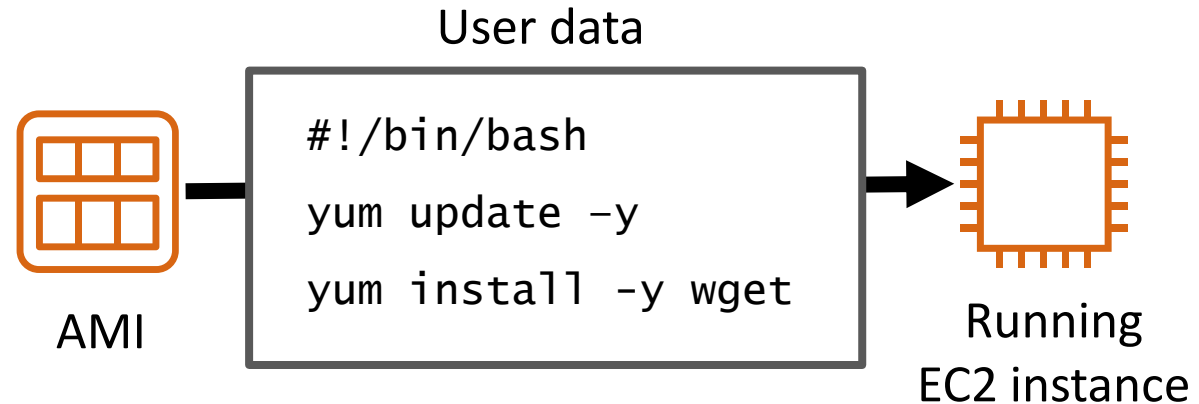 User data
#!/bin/bash
yum update –y
yum install -y wget
AMI
Running
EC2 instance